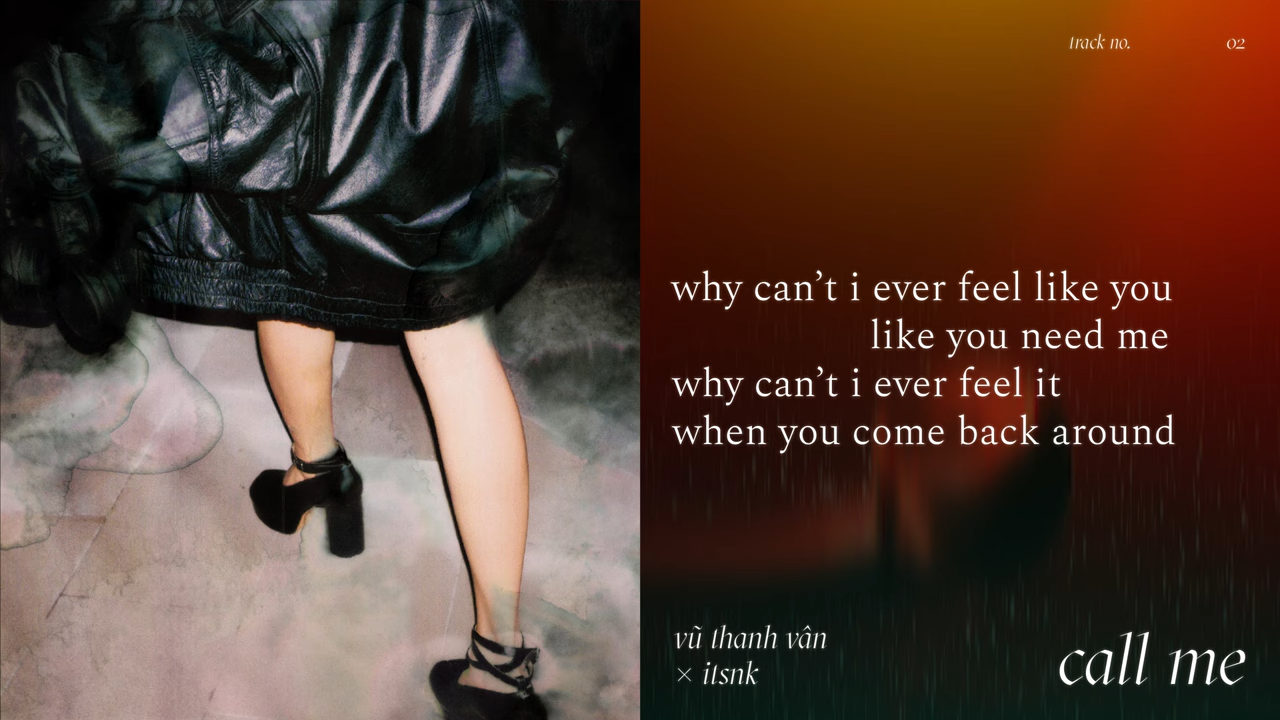 track no. 02
why can’t i ever feel like you
like you need me
why can’t i ever feel it
when you come back around
vũ thanh vân
× itsnk
call me